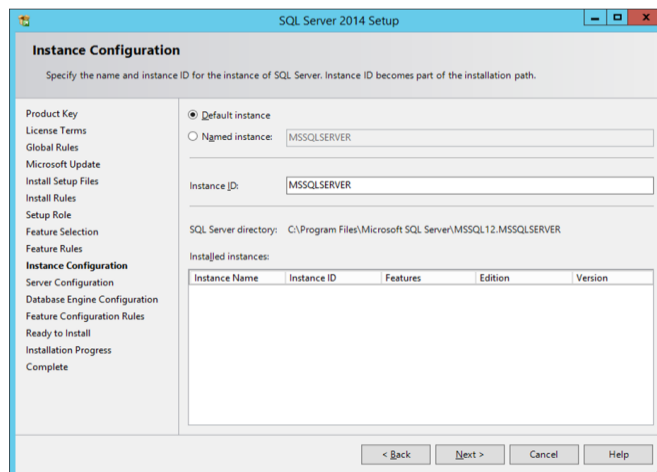 SQL Server 2014 Setup
Instance Configuration
Specify the name and instance ID for the instance of SQL Server. Instance ID becomes part of the installation path.
Product Key
License Terms
Global Rules
Microsoft Update
Install Setup Files
Install Rules
Setup Role
Feature Selection
Feature Rules
Instance Configuration
Server Configuration
Database Engine Configuration
Feature Configuration Rules
Ready to Install
Installation Progress
Complete
Default instance
Named instance: MSSQLSERVER
Instance ID: MSSQLSERVER
SQL Server directory: C:\Program Files\Microsoft SQL Server\MSSQL12.MSSQLSERVER
Installed instances:
Instance Name Instance ID Features Edition Version
< Back Next > Cancel Help